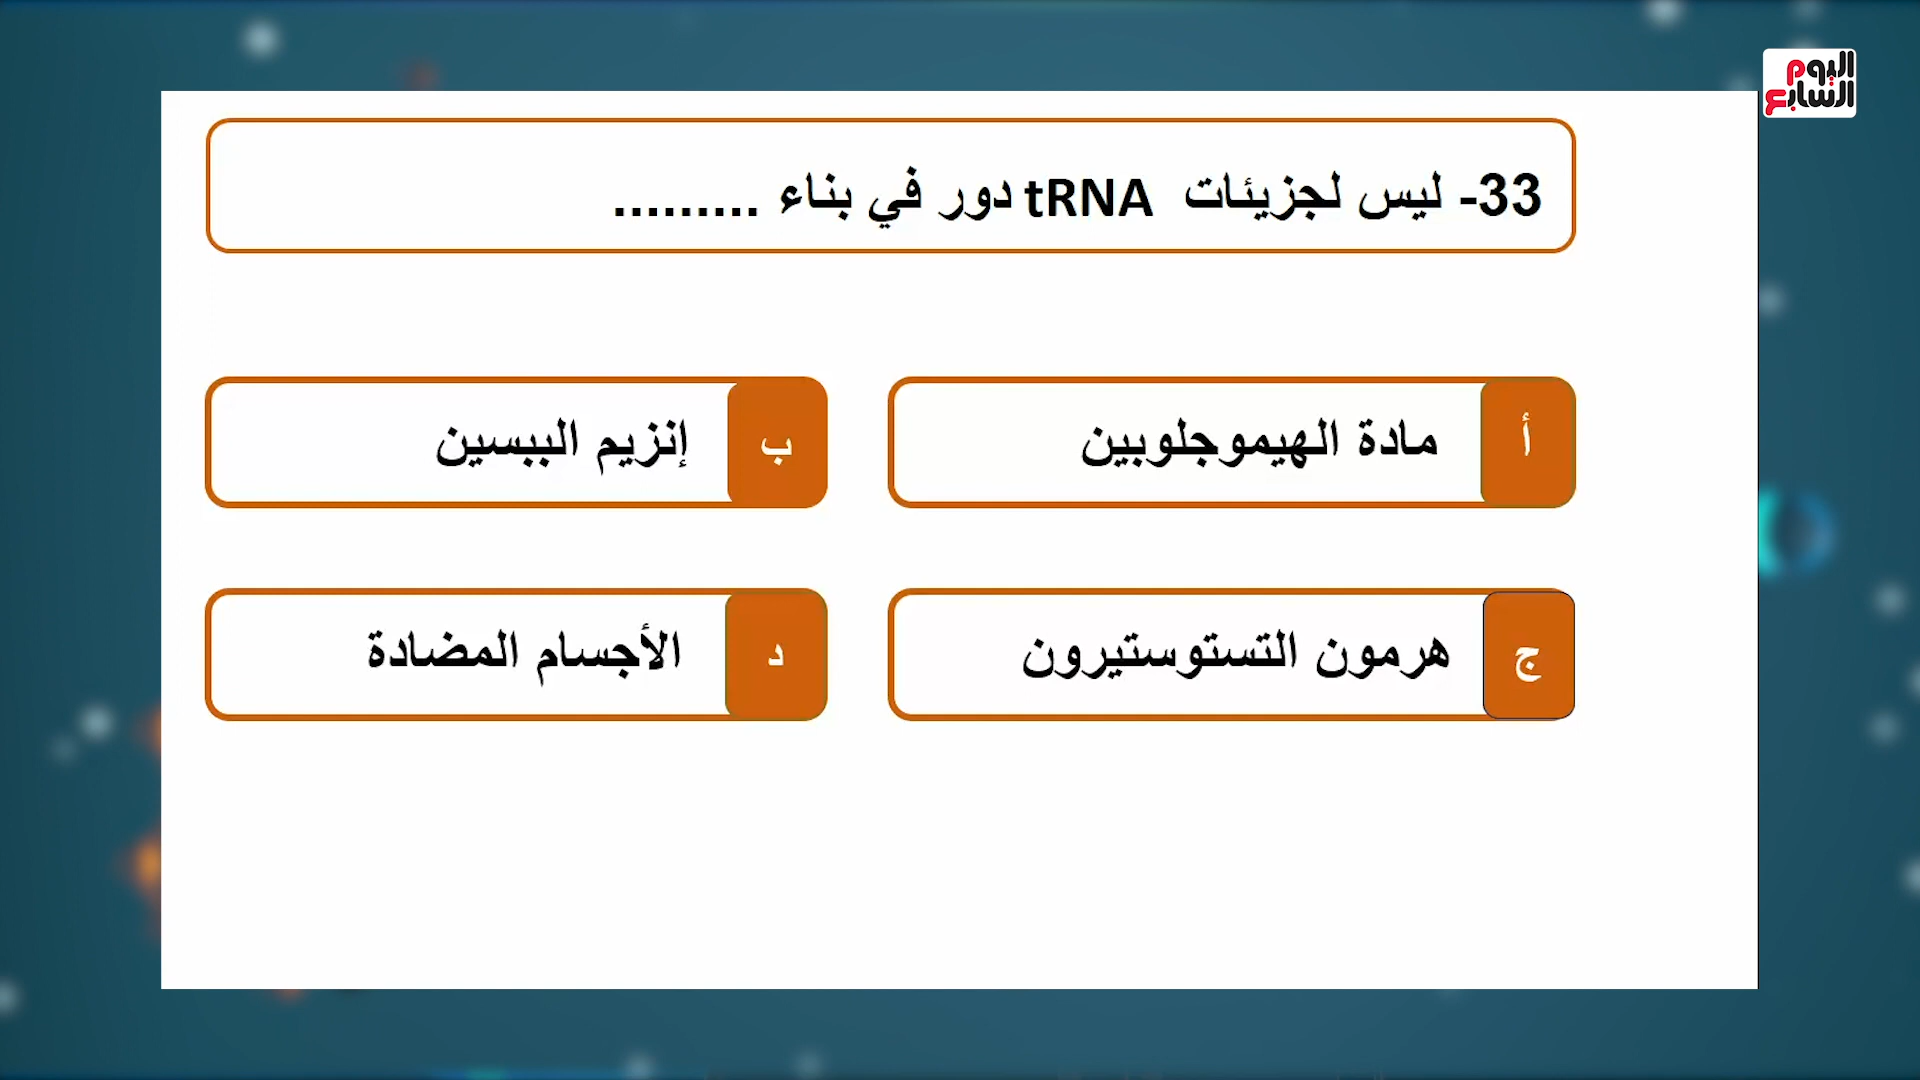 اليوم
السابع
33- ليس لجزيئات tRNA دور في بناء .........
أ مادة الهيموجلوبين
ب إنزيم الببسين
ج هرمون التستوستيرون
د الأجسام المضادة